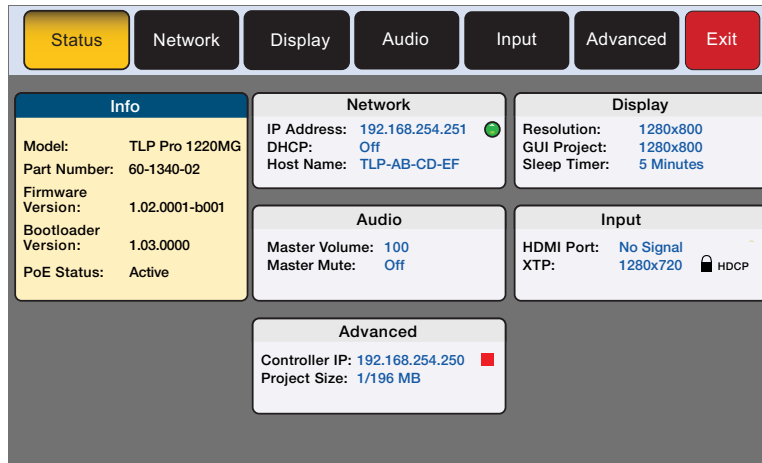 Status
Network
Display
Audio
Input
Advanced
Exit
Info
Model: TLP Pro 1220MG
Part Number: 60-1340-02
Firmware
Version: 1.02.0001-b001
Bootloader
Version: 1.03.0000
PoE Status: Active
Network
IP Address: 192.168.254.251
DHCP: Off
Host Name: TLP-AB-CD-EF
Display
Resolution: 1280x800
GUI Project: 1280x800
Sleep Timer: 5 Minutes
Audio
Master Volume: 100
Master Mute: Off
Input
HDMI Port: No Signal
XTP: 1280x720 HDCP
Advanced
Controller IP: 192.168.254.250
Project Size: 1/196 MB